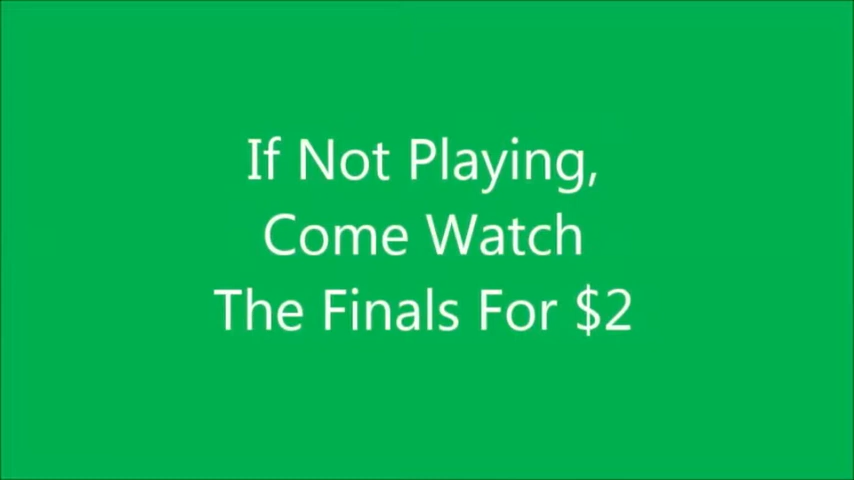 If Not Playing,
Come Watch
The Finals For $2